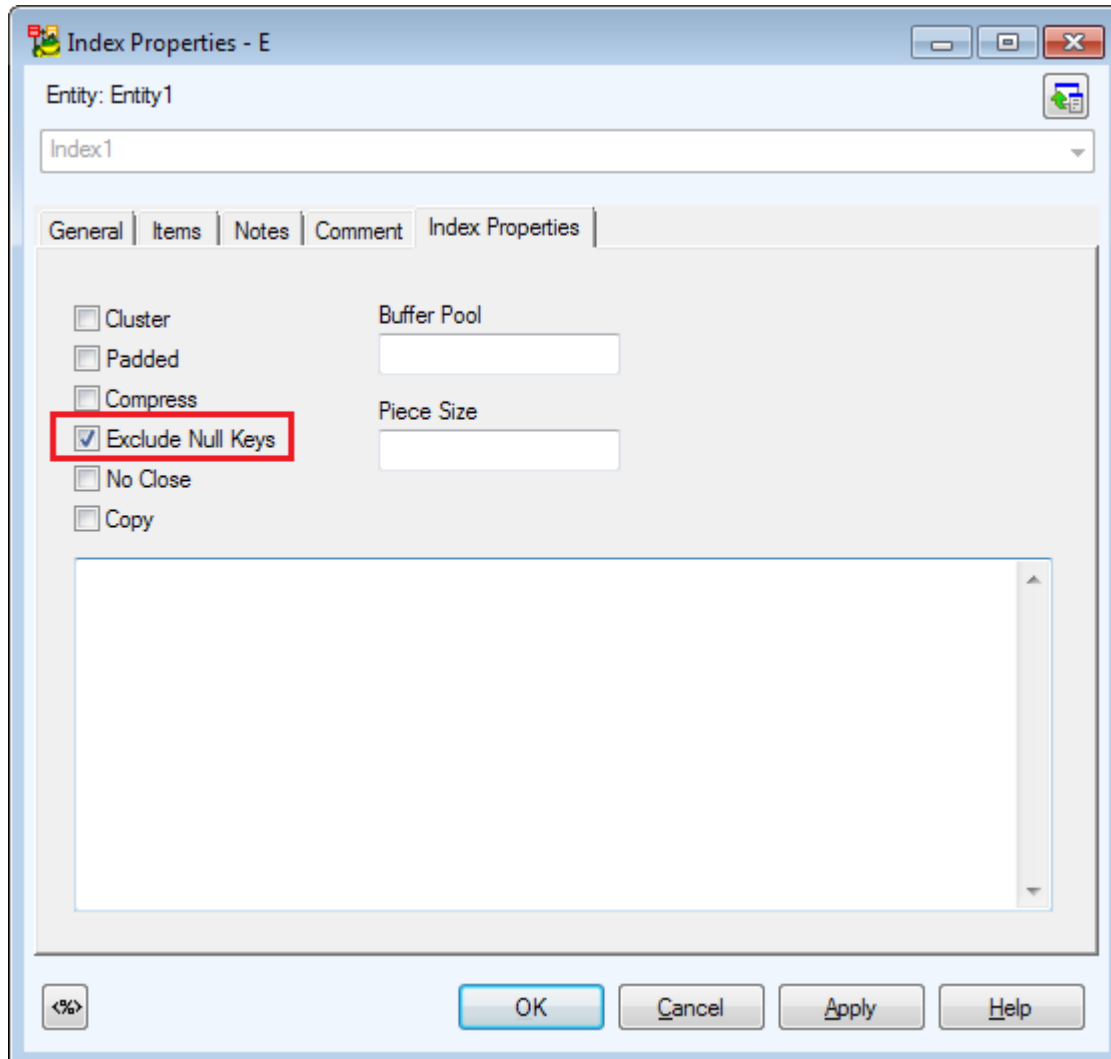 Index Properties - E
Entity: Entity1
Index1
General Items Notes Comment Index Properties
Cluster
Padded
Compress
Exclude Null Keys
No Close
Copy
Buffer Pool
Piece Size
<%>
OK Cancel Apply Help